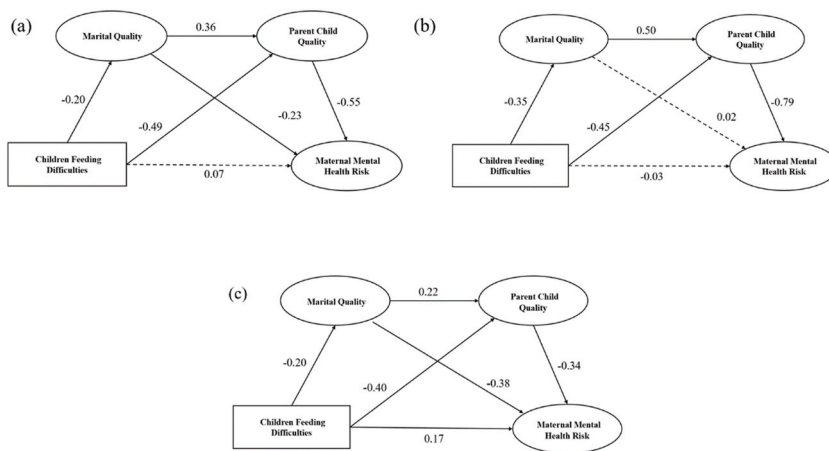 (a)
Marital Quality
0.36
Parent Child
Quality
-0.20
-0.49
-0.23
-0.55
Children Feeding
Difficulties
0.07
Maternal Mental
Health Risk
(b)
Marital Quality
0.50
Parent Child
Quality
-0.35
-0.45
0.02
-0.79
Children Feeding
Difficulties
-0.03
Maternal Mental
Health Risk
(c)
Marital Quality
0.22
Parent Child
Quality
-0.20
-0.40
-0.38
-0.34
Children Feeding
Difficulties
0.17
Maternal Mental
Health Risk